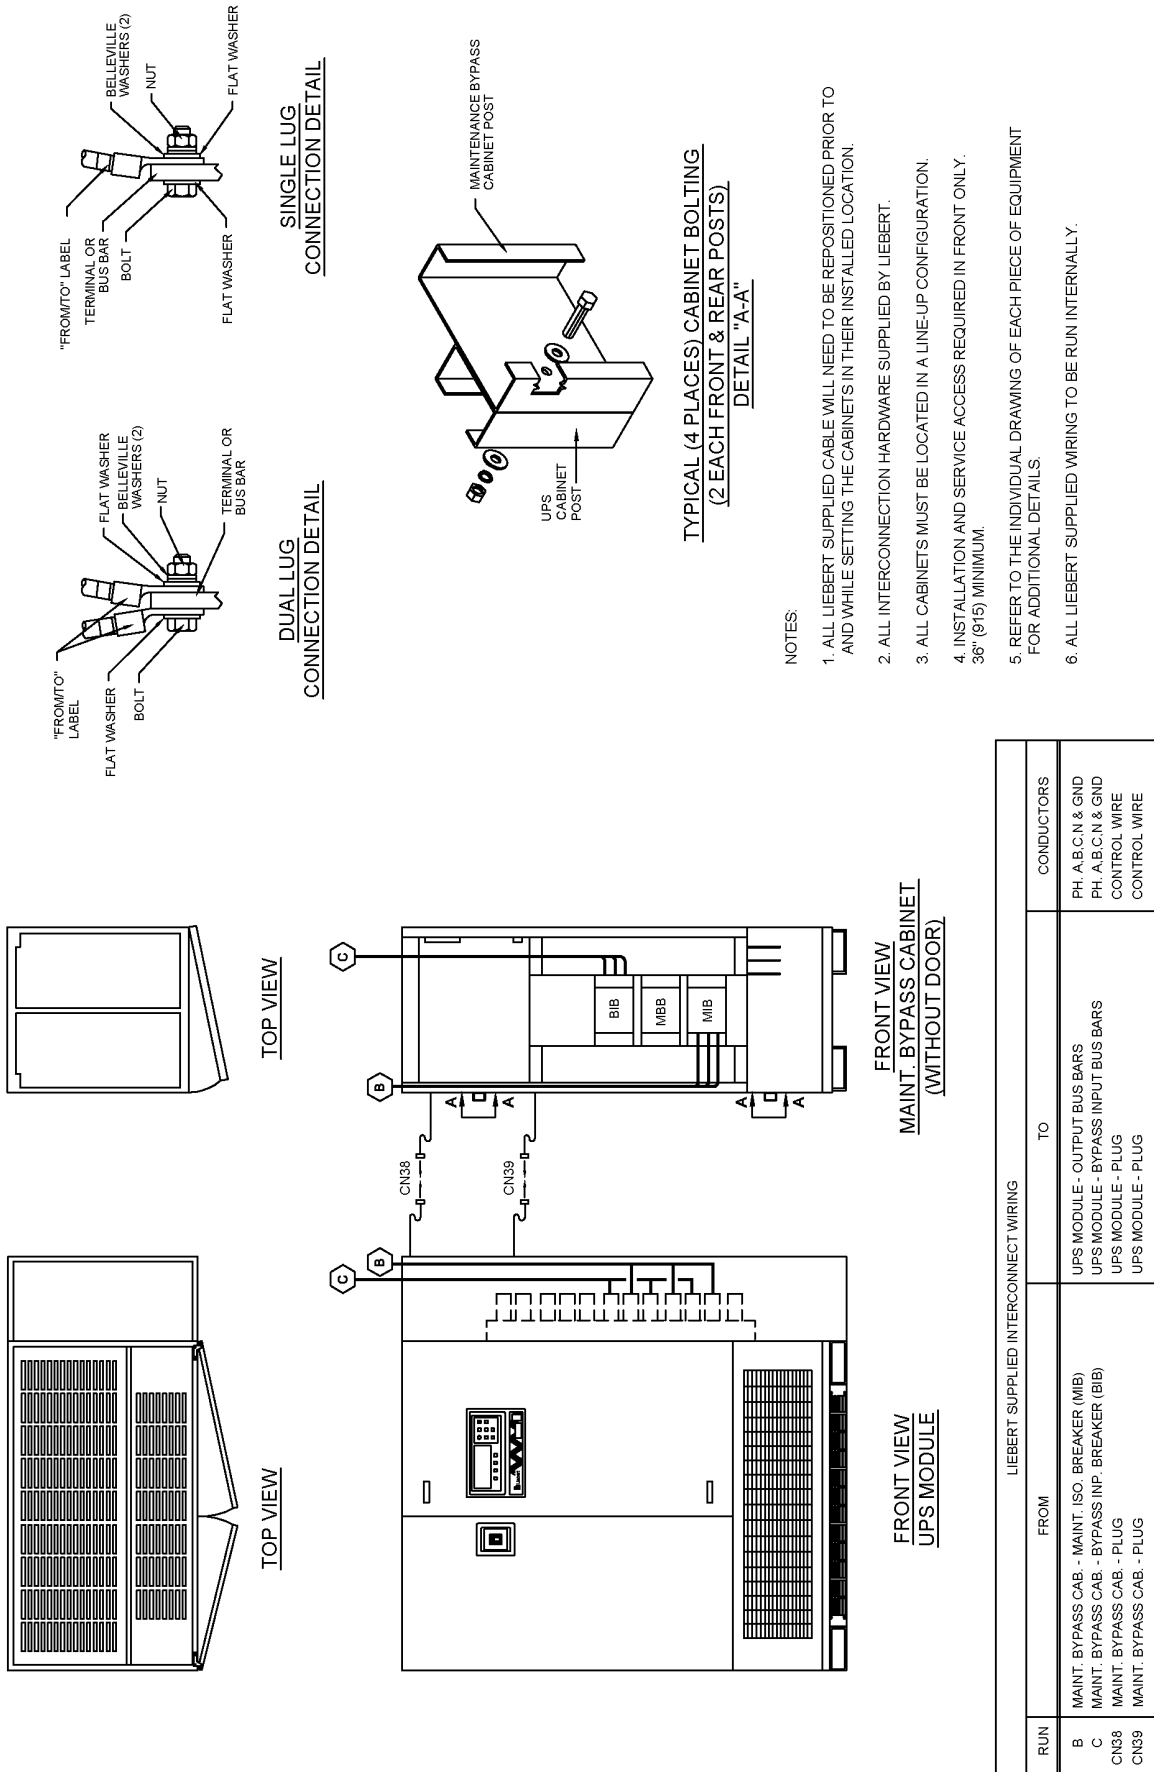 TOP VIEW
TOP VIEW
"FROM/TO"
LABEL
FLAT WASHER
BOLT
FLAT WASHER
BELLEVILLE
WASHERS (2)
NUT
TERMINAL OR
BUS BAR
DUAL LUG
CONNECTION DETAIL
"FROM/TO" LABEL
TERMINAL OR
BUS BAR
BOLT
FLAT WASHER
BELLEVILLE
WASHERS (2)
NUT
FLAT WASHER
SINGLE LUG
CONNECTION DETAIL
C
B
CN38
CN39
A
A
A
A
C
B
BIB
MBB
MIB
FRONT VIEW
UPS MODULE
FRONT VIEW
MAINT. BYPASS CABINET
(WITHOUT DOOR)
UPS
CABINET
POST
MAINTENANCE BYPASS
CABINET POST
TYPICAL (4 PLACES) CABINET BOLTING
(2 EACH FRONT & REAR POSTS)
DETAIL "A-A"
NOTES:
1. ALL LIEBERT SUPPLIED CABLE WILL NEED TO BE REPOSITIONED PRIOR TO
AND WHILE SETTING THE CABINETS IN THEIR INSTALLED LOCATION.
2. ALL INTERCONNECTION HARDWARE SUPPLIED BY LIEBERT.
3. ALL CABINETS MUST BE LOCATED IN A LINE-UP CONFIGURATION.
4. INSTALLATION AND SERVICE ACCESS REQUIRED IN FRONT ONLY.
36" (915) MINIMUM.
5. REFER TO THE INDIVIDUAL DRAWING OF EACH PIECE OF EQUIPMENT
FOR ADDITIONAL DETAILS.
6. ALL LIEBERT SUPPLIED WIRING TO BE RUN INTERNALLY.
LIEBERT SUPPLIED INTERCONNECT WIRING
RUN FROM TO CONDUCTORS
B MAINT. BYPASS CAB. - MAINT. ISO. BREAKER (MIB) UPS MODULE - OUTPUT BUS BARS PH. A,B,C,N & GND
C MAINT. BYPASS CAB. - BYPASS INP. BREAKER (BIB) UPS MODULE - BYPASS INPUT BUS BARS PH. A,B,C,N & GND
CN38 MAINT. BYPASS CAB. - PLUG UPS MODULE - PLUG CONTROL WIRE
CN39 MAINT. BYPASS CAB. - PLUG UPS MODULE - PLUG CONTROL WIRE